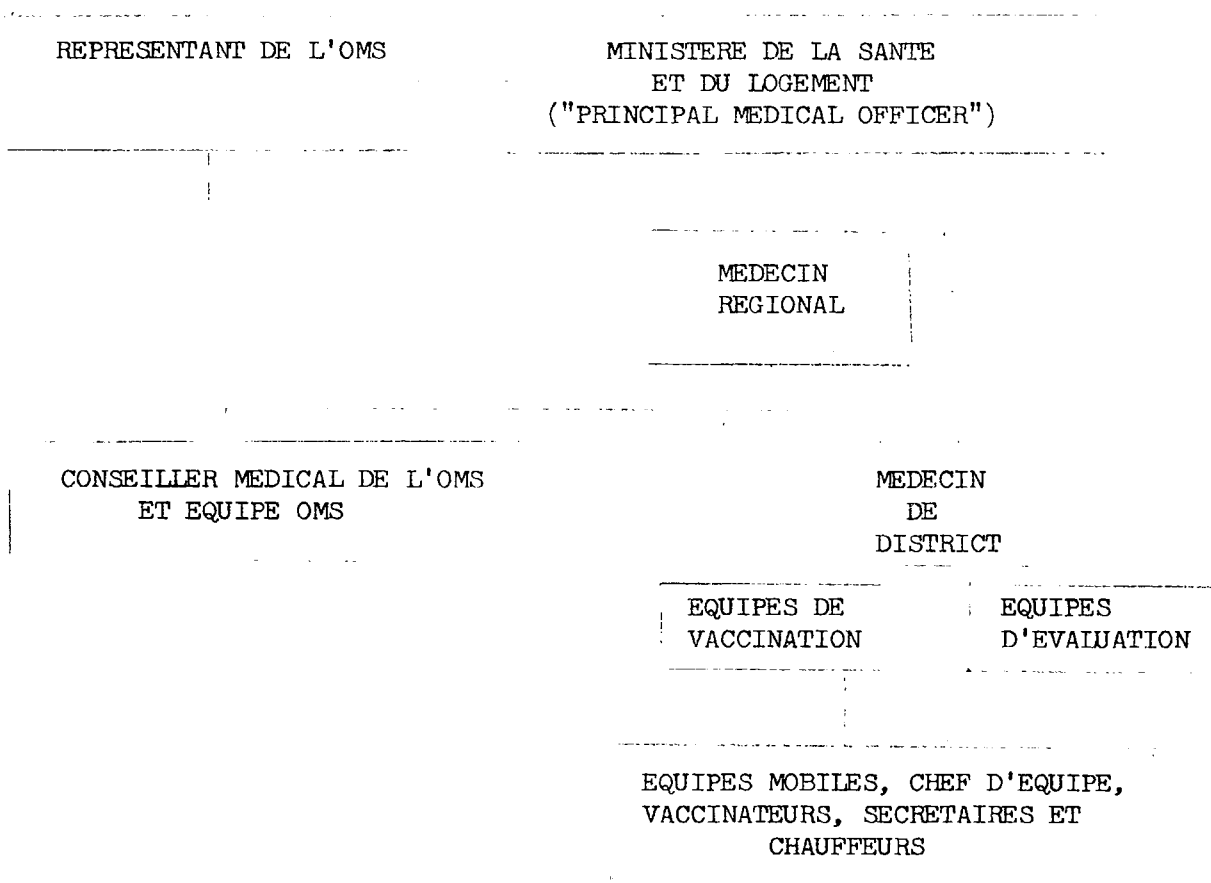 REPRESENTANT DE L'OMS
MINISTERE DE LA SANTE
ET DU LOGEMENT
("PRINCIPAL MEDICAL OFFICER")
MEDECIN
REGIONAL
CONSEILLER MEDICAL DE L'OMS
ET EQUIPE OMS
MEDECIN
DE
DISTRICT
EQUIPES DE
VACCINATION
EQUIPES
D'EVALUATION
EQUIPES MOBILES, CHEF D'EQUIPE,
VACCINATEURS, SECRETAIRES ET
CHAUFFEURS